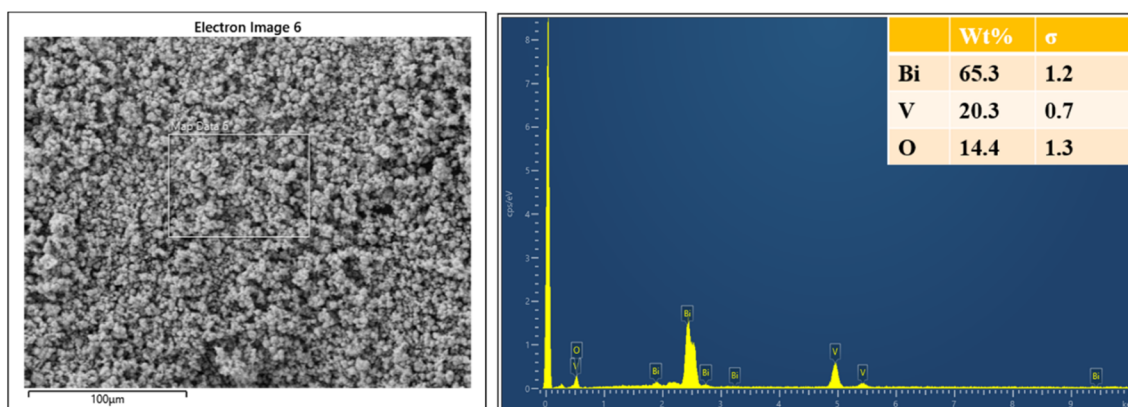 Electron Image 6
Map Data 6
100µm
cps/eV
8
7
6
5
4
3
2
1
0
Wt% σ
Bi 65.3 1.2
V 20.3 0.7
O 14.4 1.3
O
V
Bi
Bi
Bi
Bi
V
V
Bi
0 1 2 3 4 5 6 7 8 9